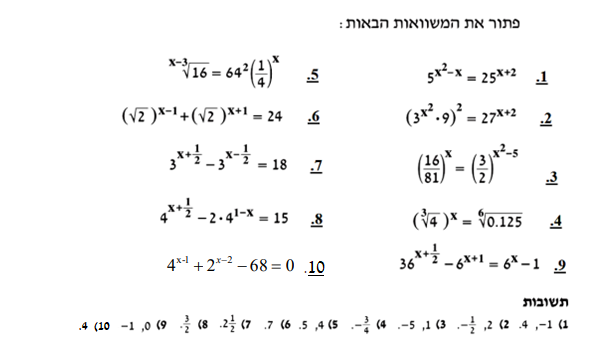 פתור את המשוואות הבאות:
1. 5^{x²−x} = 25^{x+2}
5. \sqrt[x−3]{16} = 64²(1/4)^x
2. (3^{x²}·9)² = 27^{x+2}
6. (√2)^{x−1} + (√2)^{x+1} = 24
3. (16/81)^x = (3/2)^{x²−5}
7. 3^{x+1/2} − 3^{x−1/2} = 18
4. (∛4)^x = \sqrt[6]{0.125}
8. 4^{x+1/2} − 2·4^{1−x} = 15
9. 36^{x+1/2} − 6^{x+1} = 6^x − 1
10. 4^{x-1} + 2^{x−2} − 68 = 0
תשובות
1) −1, 4. 2) 2, −1/2. 3) 1, −5. 4) −3/4. 5) 4, 5. 6) 7. 7) 2 1/2. 8) 3/2. 9) 0, −1 10) 4.